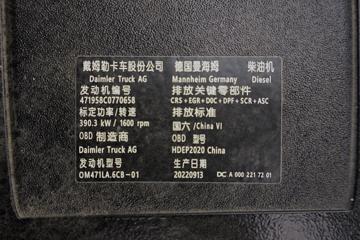 戴姆勒卡车股份公司 德国曼海姆 柴油机
Daimler Truck AG Mannheim Germany Diesel
发动机编号 排放关键零部件
471958C0770658 CRS+EGR+DOC+DPF+SCR+ASC
标定功率/转速 排放标准
390.3 kW/ 1600 rpm 国六/China VI
OBD 制造商 OBD 型号
Daimler Truck AG HDEP2020 China
发动机型号 生产日期
OM471LA.6CB-01 20220913 DC A 000 221 72 01